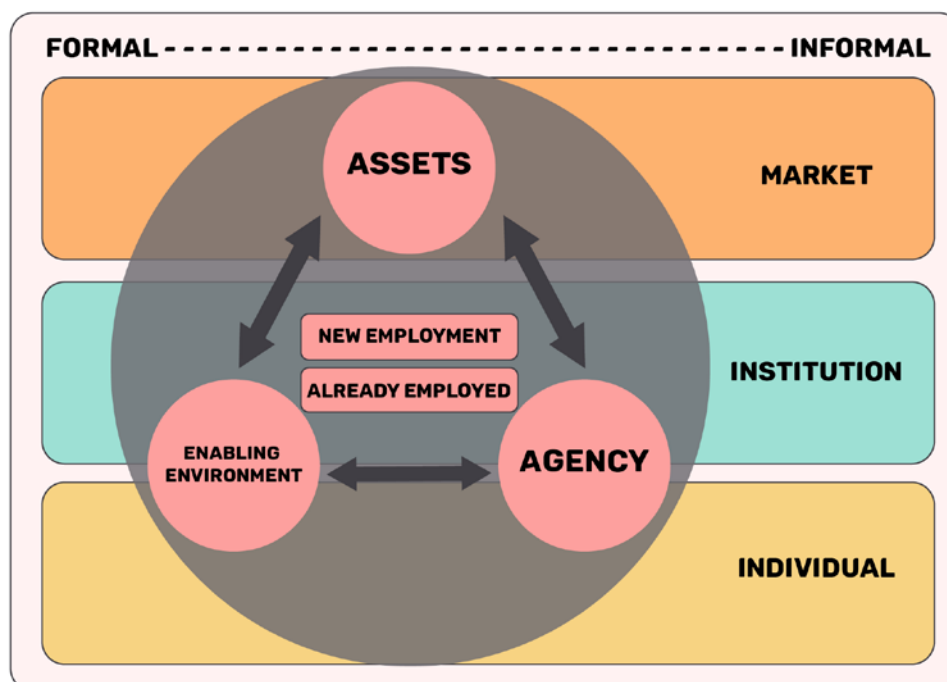 FORMAL
INFORMAL
ASSETS
MARKET
NEW EMPLOYMENT
ALREADY EMPLOYED
INSTITUTION
ENABLING
ENVIRONMENT
AGENCY
INDIVIDUAL